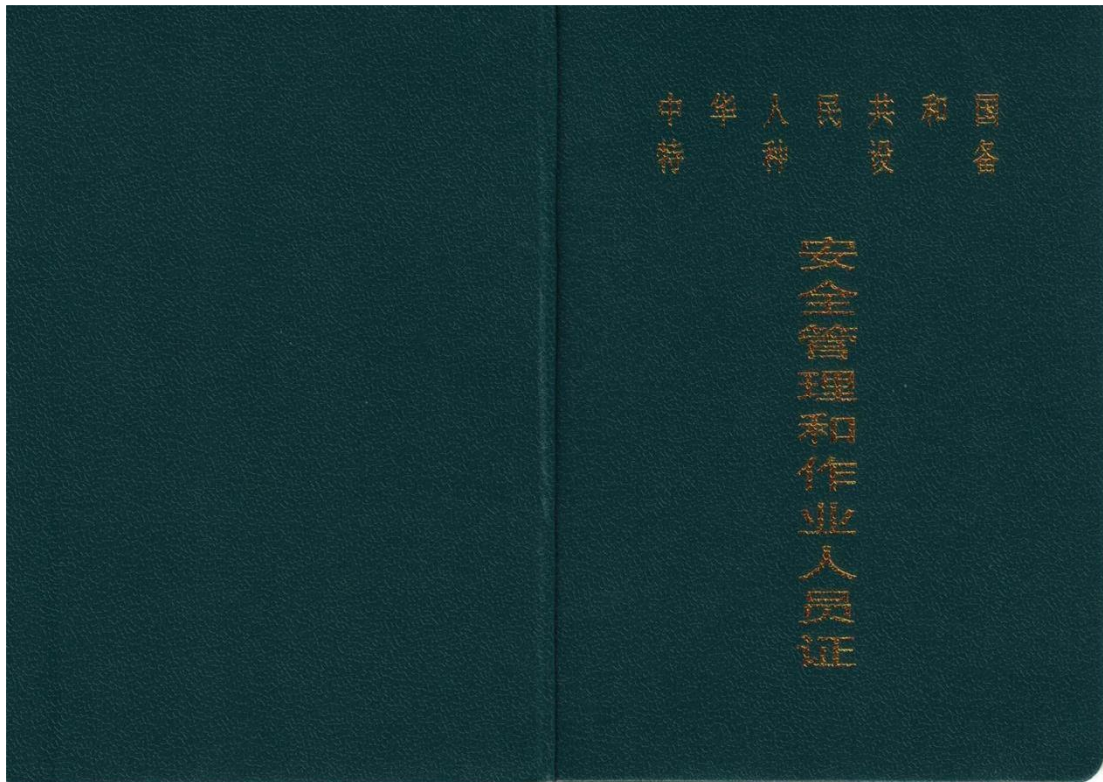 中华人民共和国
特种设备
安全管理和作业人员证